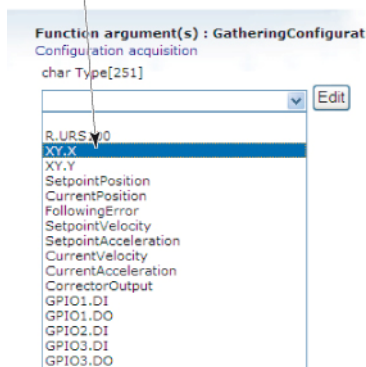 Function argument(s) : GatheringConfigurat
Configuration acquisition
char Type[251]
Edit
XY.X
XY.Y
SetpointPosition
CurrentPosition
FollowingError
SetpointVelocity
SetpointAcceleration
CurrentVelocity
CurrentAcceleration
CorrectorOutput
GPIO1.DI
GPIO1.DO
GPIO2.DI
GPIO3.DI
GPIO3.DO